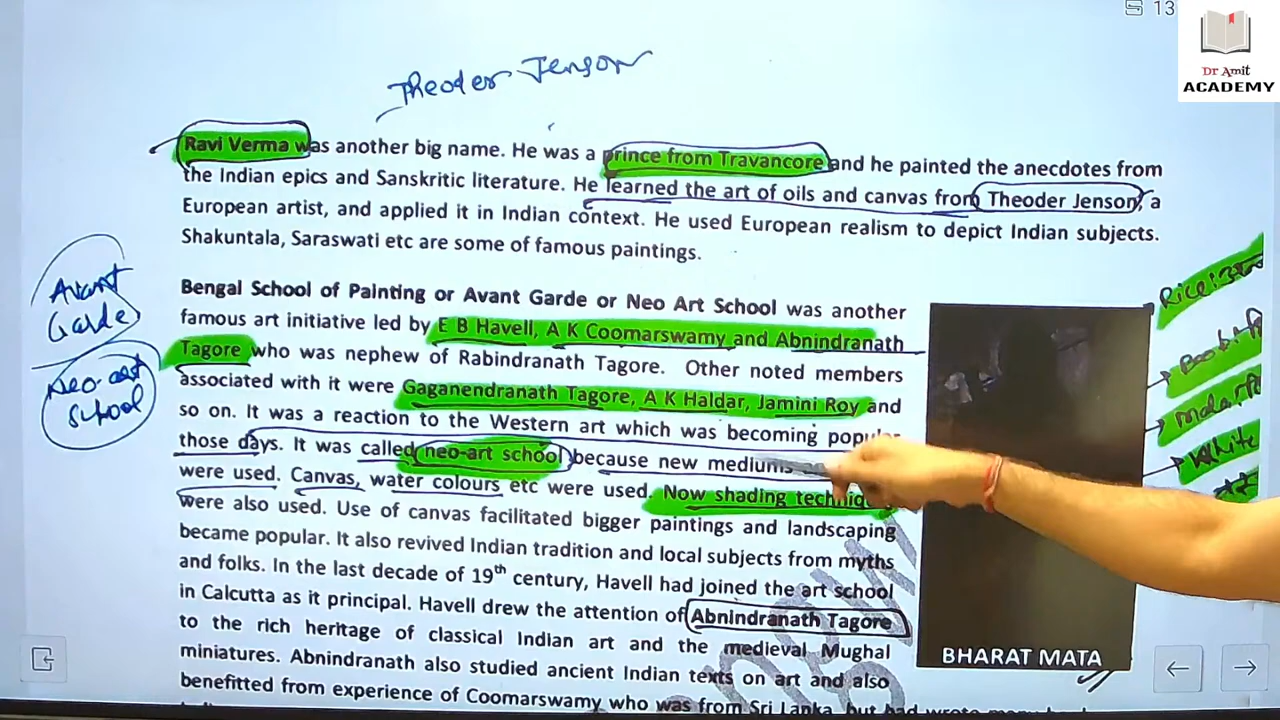 13
Dr Amit
ACADEMY
Theoder Jenson
Ravi Verma was another big name. He was a prince from Travancore and he painted the anecdotes from
the Indian epics and Sanskritic literature. He learned the art of oils and canvas from Theoder Jenson, a
European artist, and applied it in Indian context. He used European realism to depict Indian subjects.
Shakuntala, Saraswati etc are some of famous paintings.
Avant
Garde
Neo-art
School
Bengal School of Painting or Avant Garde or Neo Art School was another
famous art initiative led by E B Havell, A K Coomarswamy and Abnindranath
Tagore who was nephew of Rabindranath Tagore. Other noted members
associated with it were Gaganendranath Tagore, A K Haldar, Jamini Roy and
so on. It was a reaction to the Western art which was becoming popular
those days. It was called neo-art school because new mediums
were used. Canvas, water colours etc were used. Now shading techniq
were also used. Use of canvas facilitated bigger paintings and landscaping
became popular. It also revived Indian tradition and local subjects from myths
and folks. In the last decade of 19th century, Havell had joined the art school
in Calcutta as it principal. Havell drew the attention of Abnindranath Tagore
to the rich heritage of classical Indian art and the medieval Mughal
miniatures. Abnindranath also studied ancient Indian texts on art and also
benefitted from experience of Coomarswamy who was from Sri Lanka, but had wrote
Rice:
White
BHARAT MATA